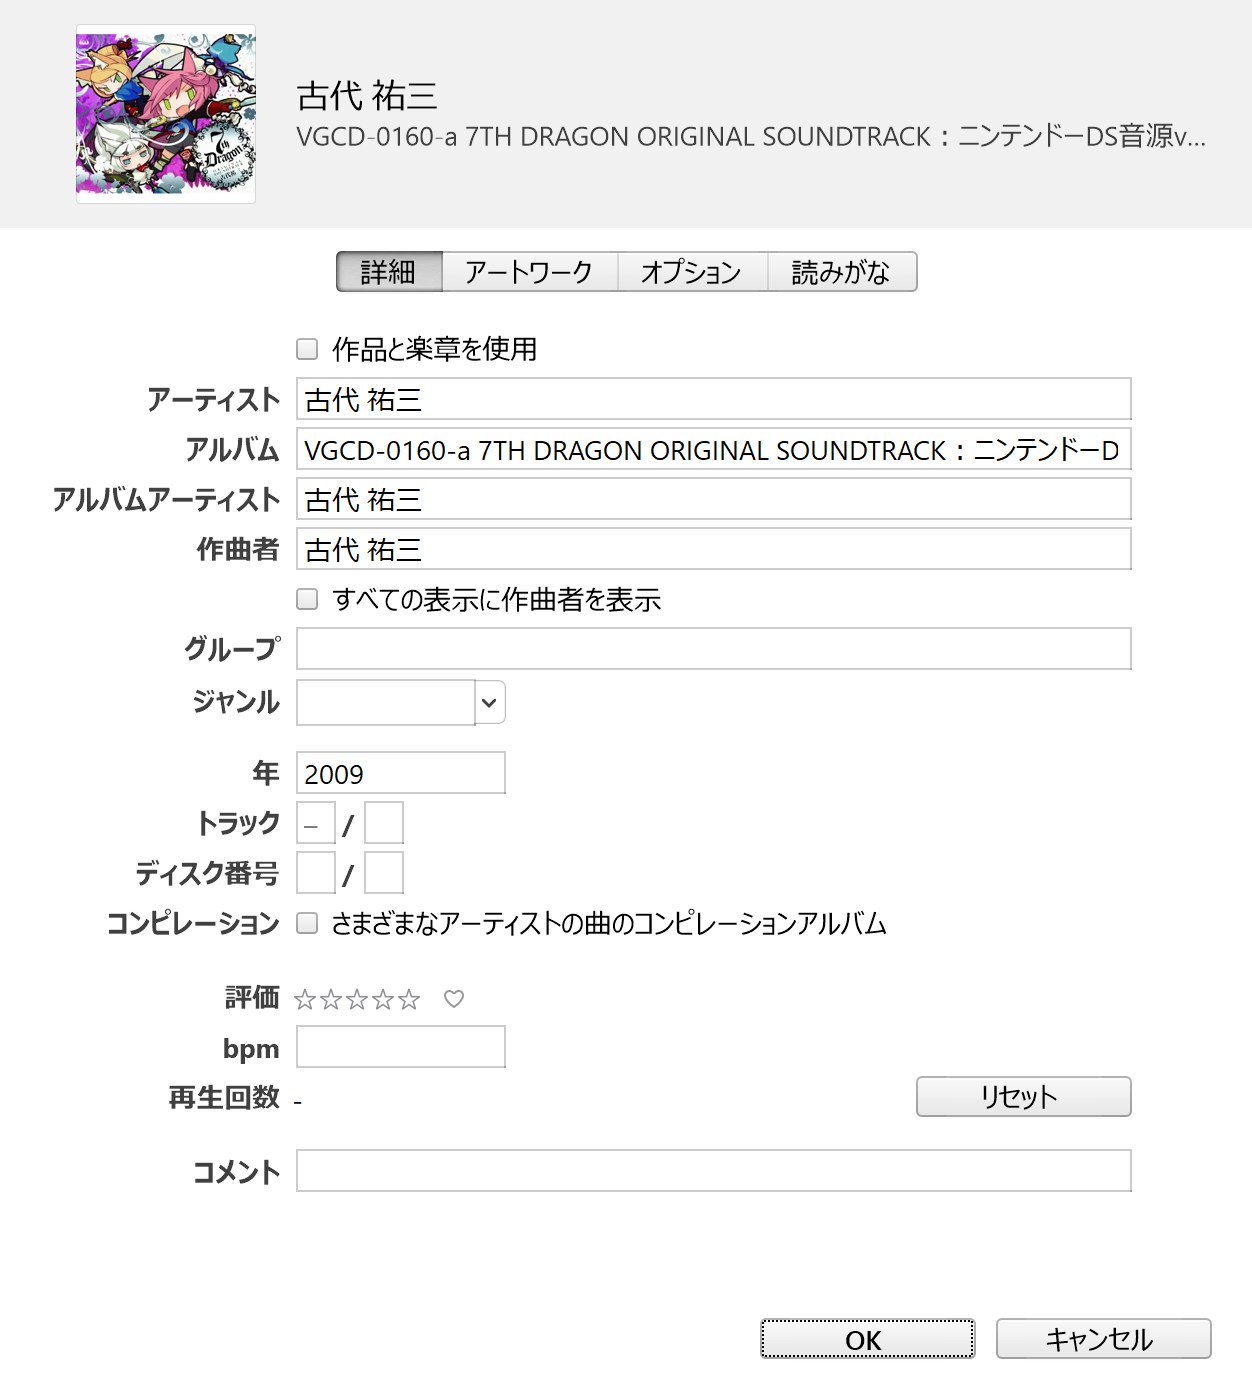 古代 祐三
VGCD-0160-a 7TH DRAGON ORIGINAL SOUNDTRACK：ニンテンドーDS音源v...
7th
Dragon
詳細 アートワーク オプション 読みがな
作品と楽章を使用
アーティスト 古代 祐三
アルバム VGCD-0160-a 7TH DRAGON ORIGINAL SOUNDTRACK：ニンテンドーD
アルバムアーティスト 古代 祐三
作曲者 古代 祐三
すべての表示に作曲者を表示
グループ
ジャンル
年 2009
トラック – /
ディスク番号 /
コンピレーション さまざまなアーティストの曲のコンピレーションアルバム
評価 ☆☆☆☆☆ ♡
bpm
再生回数 - リセット
コメント
OK キャンセル